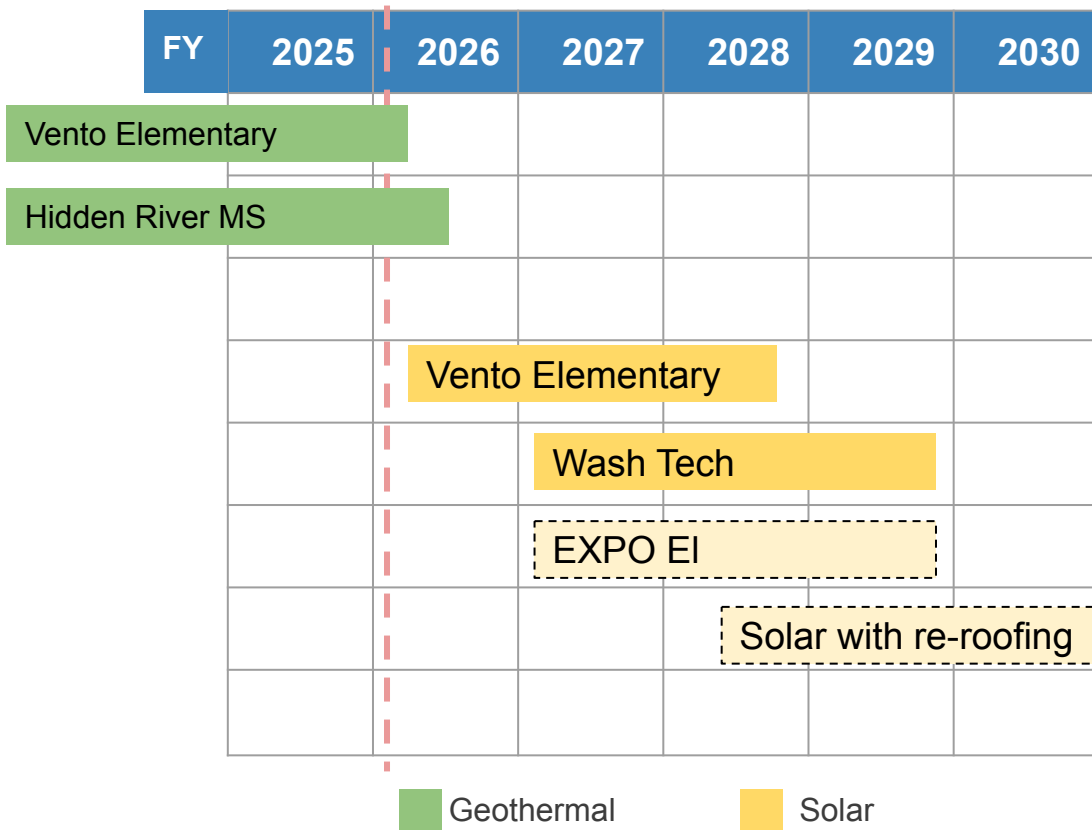 FY 2025 2026 2027 2028 2029 2030
Vento Elementary
Hidden River MS
Vento Elementary
Wash Tech
EXPO El
Solar with re-roofing
Geothermal Solar